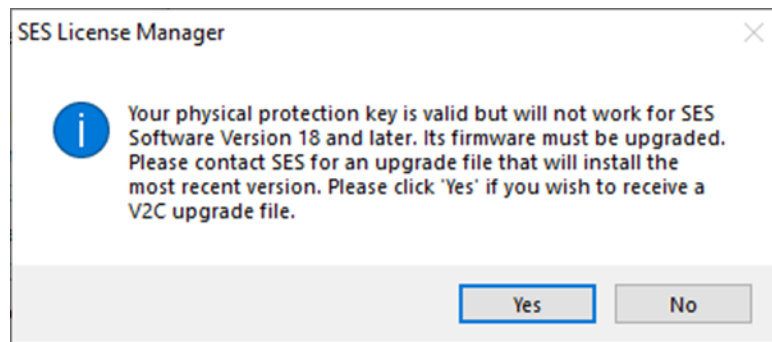 SES License Manager
Your physical protection key is valid but will not work for SES
Software Version 18 and later. Its firmware must be upgraded.
Please contact SES for an upgrade file that will install the
most recent version. Please click 'Yes' if you wish to receive a
V2C upgrade file.
Yes
No